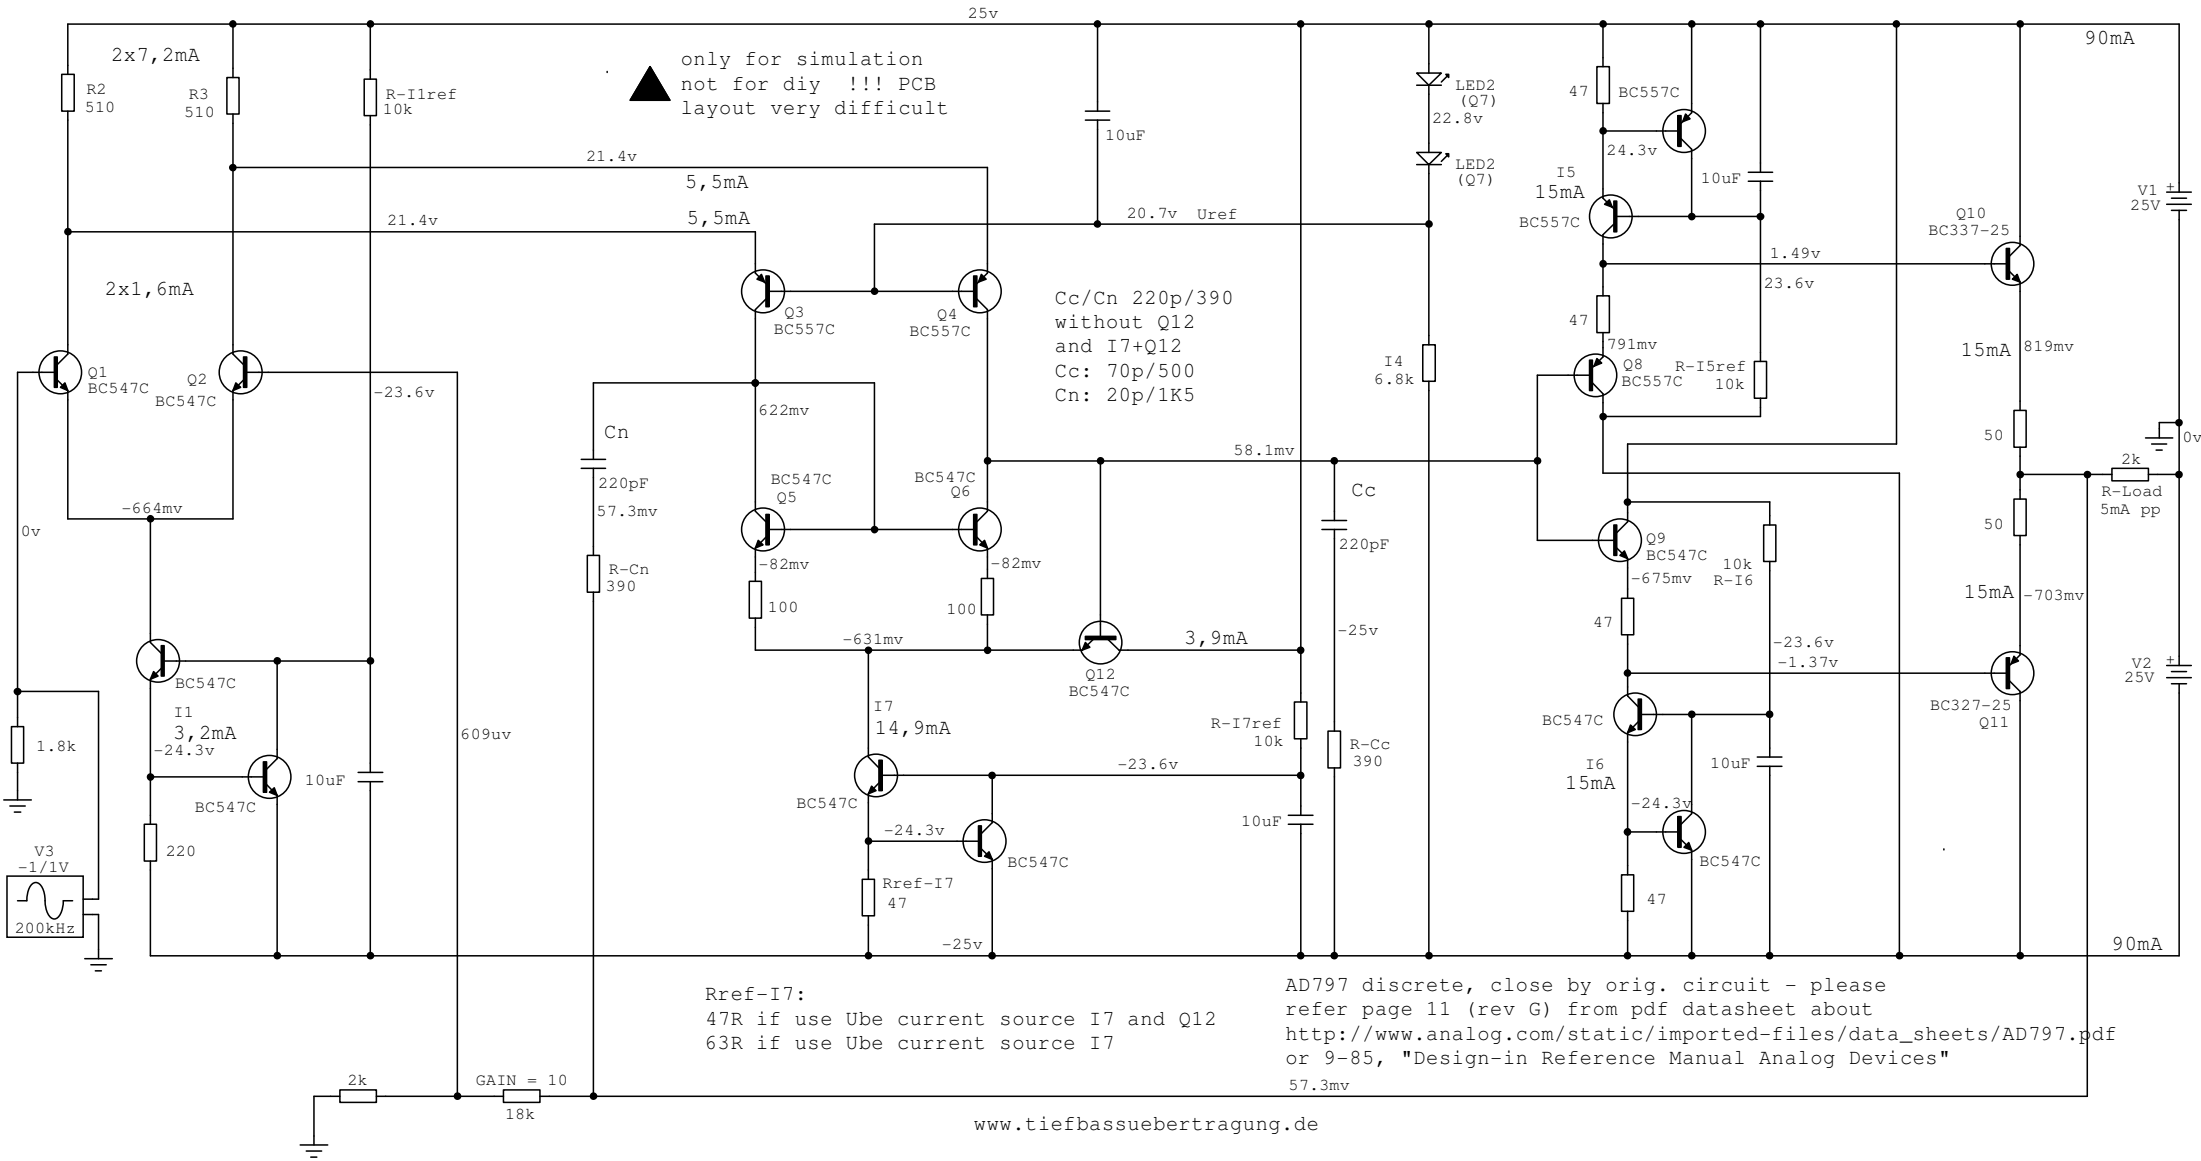 25v
90mA
2x7,2mA
only for simulation
not for diy !!! PCB
layout very difficult
R2
510
R3
510
R-I1ref
10k
10uF
LED2
(Q7)
22.8v
LED2
(Q7)
47
BC557C
24.3v
I5
15mA
BC557C
10uF
V1
+
25V
21.4v
5,5mA
21.4v
5,5mA
20.7v Uref
Q10
BC337-25
1.49v
23.6v
2x1,6mA
Q3
BC557C
Q4
BC557C
Cc/Cn 220p/390
without Q12
and I7+Q12
Cc: 70p/500
Cn: 20p/1K5
47
791mv
Q8
BC557C
R-I5ref
10k
15mA
819mv
I4
6.8k
Q1
BC547C
Q2
BC547C
-23.6v
622mv
Cn
220pF
57.3mv
58.1mv
50
0v
2k
R-Load
5mA pp
BC547C
Q5
BC547C
Q6
Cc
220pF
-664mv
0v
50
-82mv
-82mv
R-Cn
390
100
100
Q9
BC547C
-675mv
10k
R-I6
47
15mA
-703mv
-631mv
3,9mA
-25v
Q12
BC547C
-23.6v
-1.37v
V2
+
25V
BC547C
I1
3,2mA
-24.3v
I7
14,9mA
R-I7ref
10k
R-Cc
390
BC547C
BC327-25
Q11
1.8k
609uv
10uF
BC547C
-23.6v
BC547C
I6
15mA
10uF
-24.3v
220
-24.3v
10uF
BC547C
BC547C
V3
-1/1V
200kHz
Rref-I7
47
47
-25v
90mA
Rref-I7:
47R if use Ube current source I7 and Q12
63R if use Ube current source I7
AD797 discrete, close by orig. circuit - please
refer page 11 (rev G) from pdf datasheet about
http://www.analog.com/static/imported-files/data_sheets/AD797.pdf
or 9-85, "Design-in Reference Manual Analog Devices"
2k
GAIN = 10
18k
57.3mv
www.tiefbassuebertragung.de